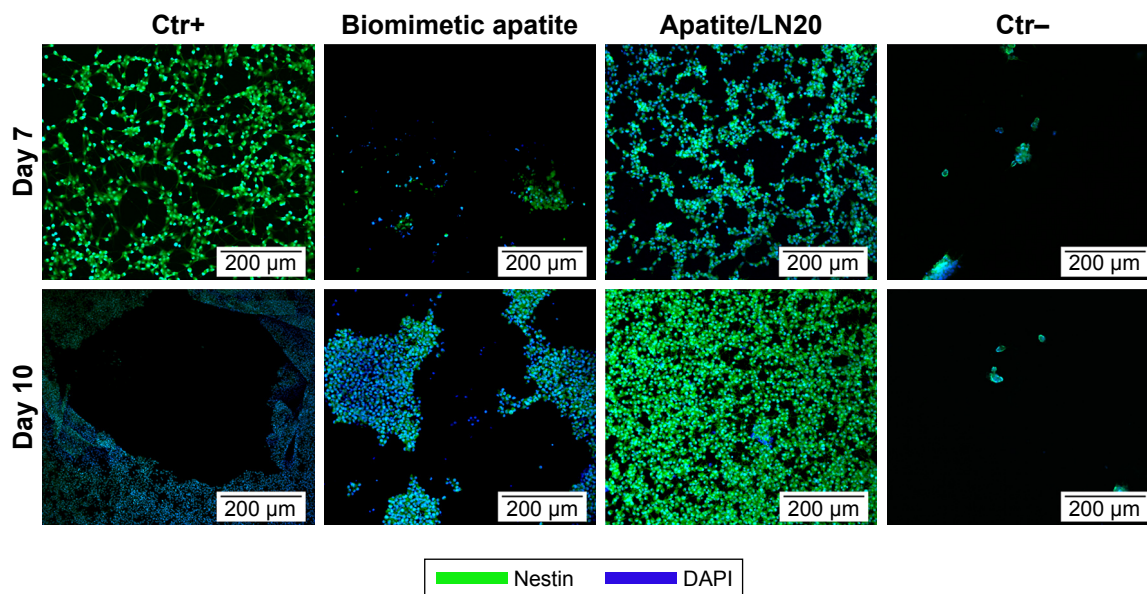 Ctr+ Biomimetic apatite Apatite/LN20 Ctr–
Day 7
200 µm 200 µm 200 µm 200 µm
Day 10
200 µm 200 µm 200 µm 200 µm
Nestin DAPI